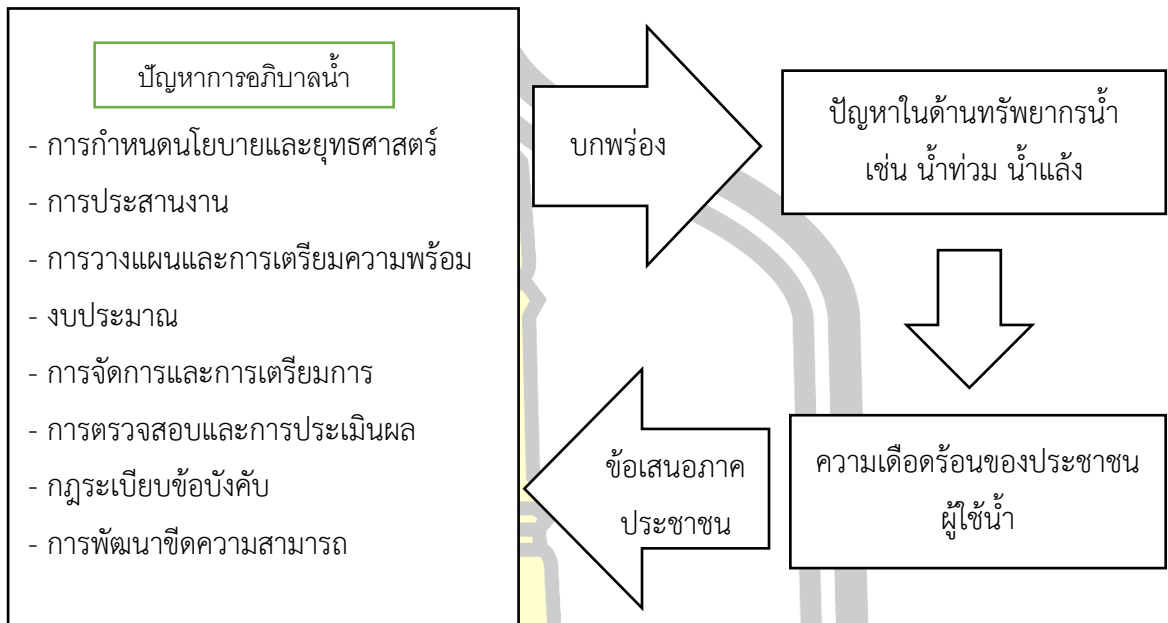 ปัญหาการอภิบาลน้ำ
- การกำหนดนโยบายและยุทธศาสตร์
- การประสานงาน
- การวางแผนและการเตรียมความพร้อม
- งบประมาณ
- การจัดการและการเตรียมการ
- การตรวจสอบและการประเมินผล
- กฎระเบียบข้อบังคับ
- การพัฒนาขีดความสามารถ
บกพร่อง
ปัญหาในด้านทรัพยากรน้ำ
เช่น น้ำท่วม น้ำแล้ง
ความเดือดร้อนของประชาชน
ผู้ใช้น้ำ
ข้อเสนอภาค
ประชาชน